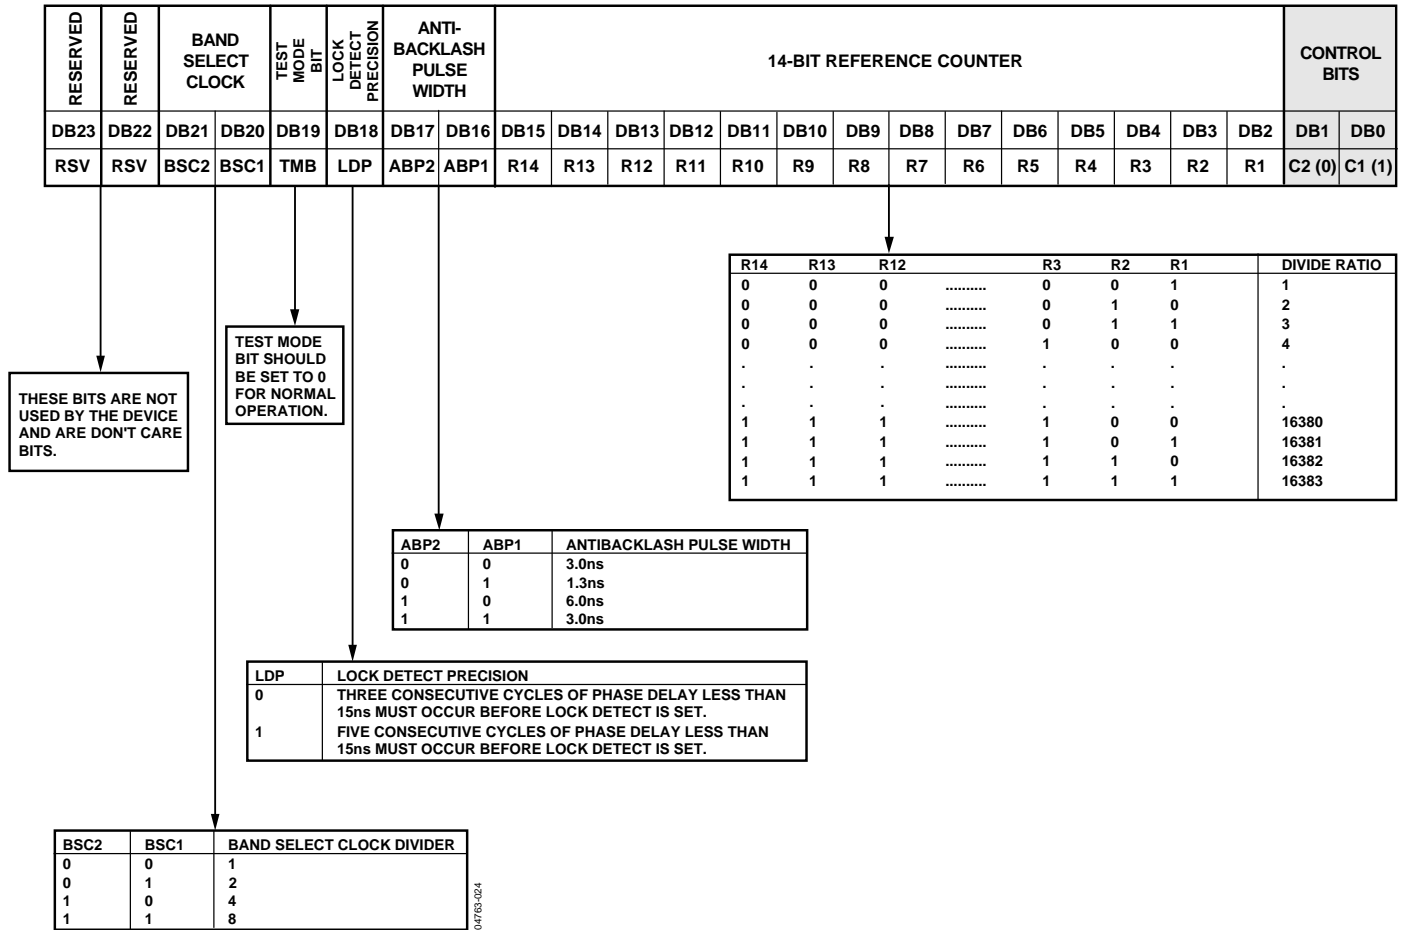 RESERVED
RESERVED
BAND
SELECT
CLOCK
TEST
MODE
BIT
LOCK
DETECT
PRECISION
ANTI-
BACKLASH
PULSE
WIDTH
14-BIT REFERENCE COUNTER
CONTROL
BITS
DB23 DB22 DB21 DB20 DB19 DB18 DB17 DB16 DB15 DB14 DB13 DB12 DB11 DB10 DB9 DB8 DB7 DB6 DB5 DB4 DB3 DB2 DB1 DB0
RSV RSV BSC2 BSC1 TMB LDP ABP2 ABP1 R14 R13 R12 R11 R10 R9 R8 R7 R6 R5 R4 R3 R2 R1 C2 (0) C1 (1)
R14 R13 R12 R3 R2 R1 DIVIDE RATIO
0 0 0 .......... 0 0 1 1
0 0 0 .......... 0 1 0 2
0 0 0 .......... 0 1 1 3
0 0 0 .......... 1 0 0 4
. . . .......... . . . .
. . . .......... . . . .
. . . .......... . . . .
1 1 1 .......... 1 0 0 16380
1 1 1 .......... 1 0 1 16381
1 1 1 .......... 1 1 0 16382
1 1 1 .......... 1 1 1 16383
TEST MODE
BIT SHOULD
BE SET TO 0
FOR NORMAL
OPERATION.
THESE BITS ARE NOT
USED BY THE DEVICE
AND ARE DON'T CARE
BITS.
ABP2 ABP1 ANTIBACKLASH PULSE WIDTH
0 0 3.0ns
0 1 1.3ns
1 0 6.0ns
1 1 3.0ns
LDP LOCK DETECT PRECISION
0 THREE CONSECUTIVE CYCLES OF PHASE DELAY LESS THAN
15ns MUST OCCUR BEFORE LOCK DETECT IS SET.
1 FIVE CONSECUTIVE CYCLES OF PHASE DELAY LESS THAN
15ns MUST OCCUR BEFORE LOCK DETECT IS SET.
BSC2 BSC1 BAND SELECT CLOCK DIVIDER
0 0 1
0 1 2
1 0 4
1 1 8
04763-024